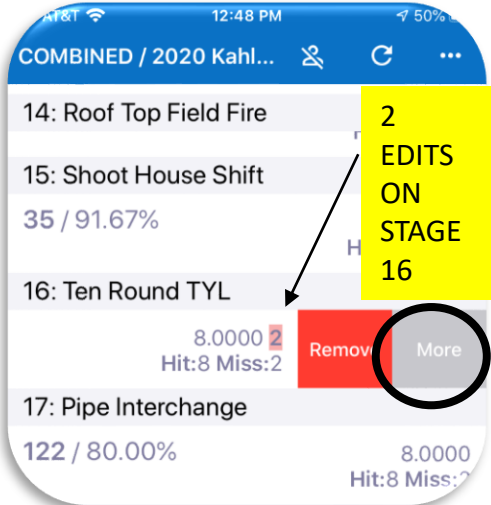 AT&T 12:48 PM 50%
COMBINED / 2020 Kahl... ...
14: Roof Top Field Fire
15: Shoot House Shift
35 / 91.67%
H
16: Ten Round TYL
8.0000 2
Hit:8 Miss:2
Remove More
17: Pipe Interchange
122 / 80.00%
8.0000
Hit:8 Miss:2
2
EDITS
ON
STAGE
16